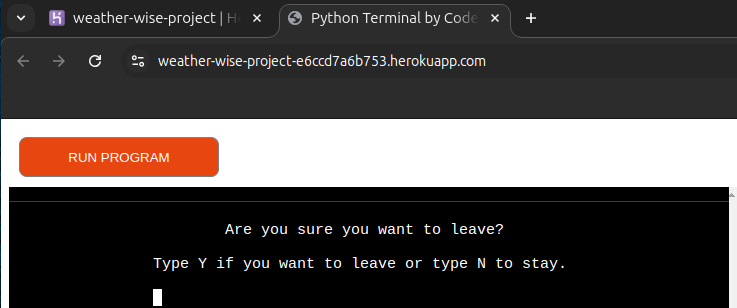 weather-wise-project | He
Python Terminal by Code
weather-wise-project-e6ccd7a6b753.herokuapp.com
RUN PROGRAM
Are you sure you want to leave?
Type Y if you want to leave or type N to stay.